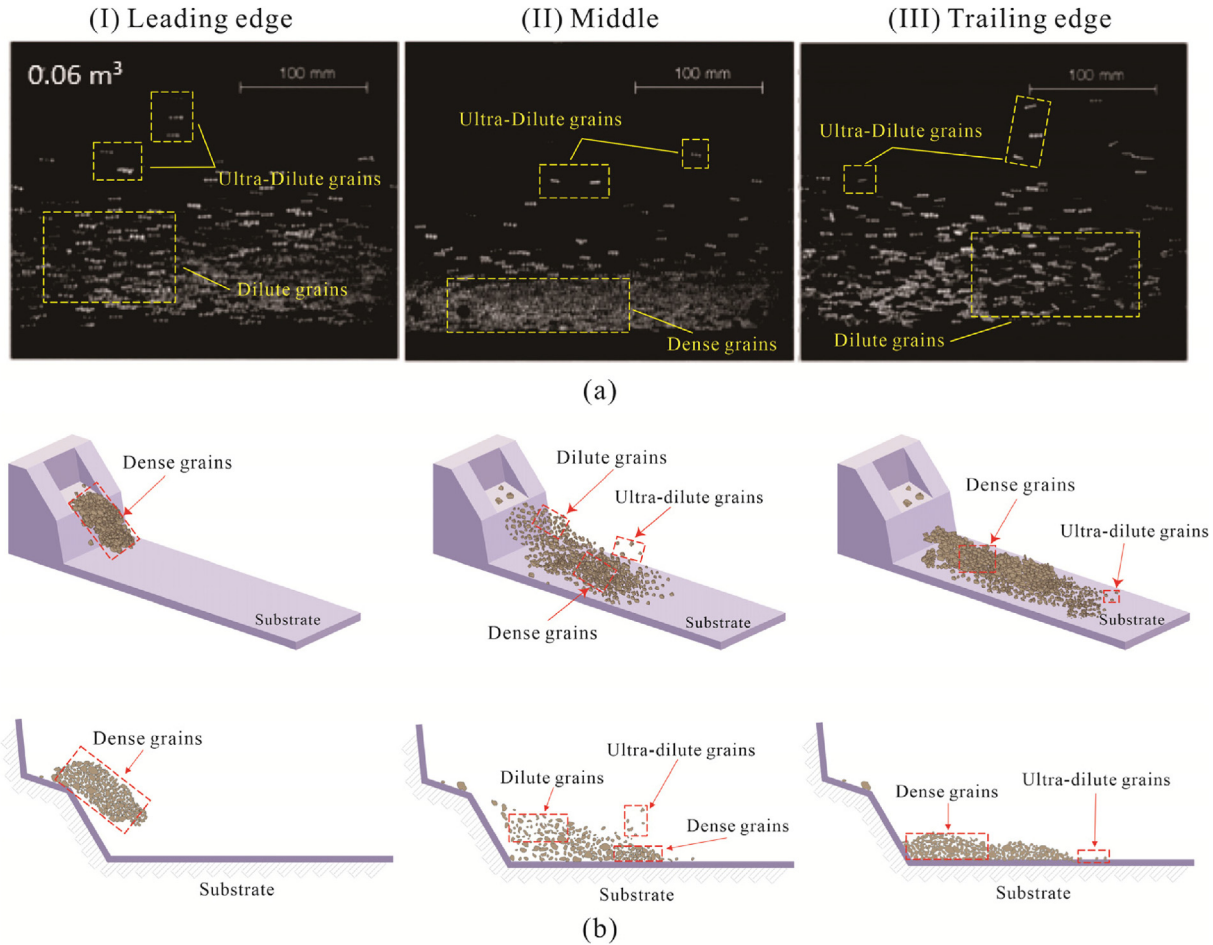 (I) Leading edge
(II) Middle
(III) Trailing edge
0.06 m³
100 mm
100 mm
100 mm
Ultra-Dilute grains
Ultra-Dilute grains
Ultra-Dilute grains
Dilute grains
Dense grains
Dilute grains
(a)
Dense grains
Substrate
Dilute grains
Ultra-dilute grains
Dense grains
Substrate
Dense grains
Ultra-dilute grains
Substrate
Dense grains
Substrate
Ultra-dilute grains
Dilute grains
Dense grains
Substrate
Ultra-dilute grains
Dense grains
Substrate
(b)